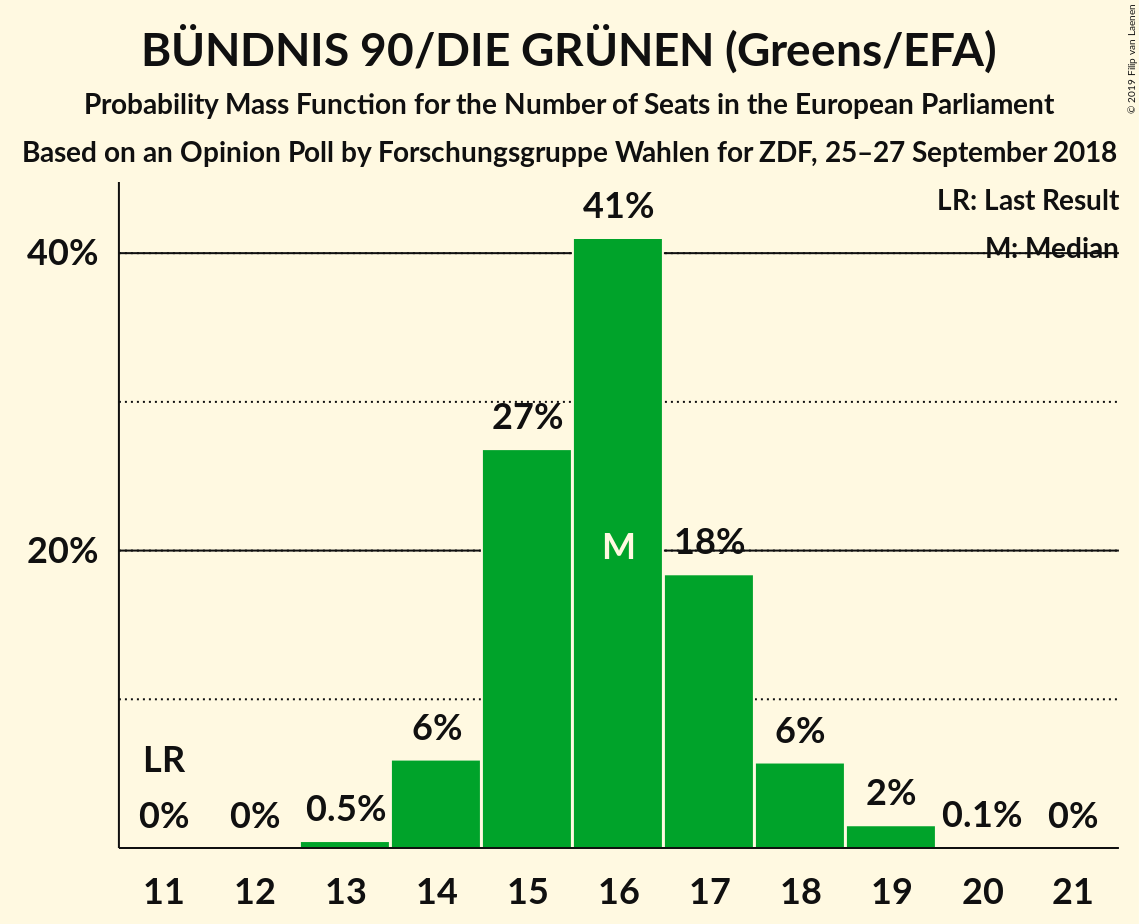 BÜNDNIS 90/DIE GRÜNEN (Greens/EFA)
Probability Mass Function for the Number of Seats in the European Parliament
Based on an Opinion Poll by Forschungsgruppe Wahlen for ZDF, 25–27 September 2018
© 2019 Filip van Laenen
LR: Last Result
M: Median
40%
20%
LR
0%
0%
0.5%
6%
27%
41%
M
18%
6%
2%
0.1%
0%
11 12 13 14 15 16 17 18 19 20 21